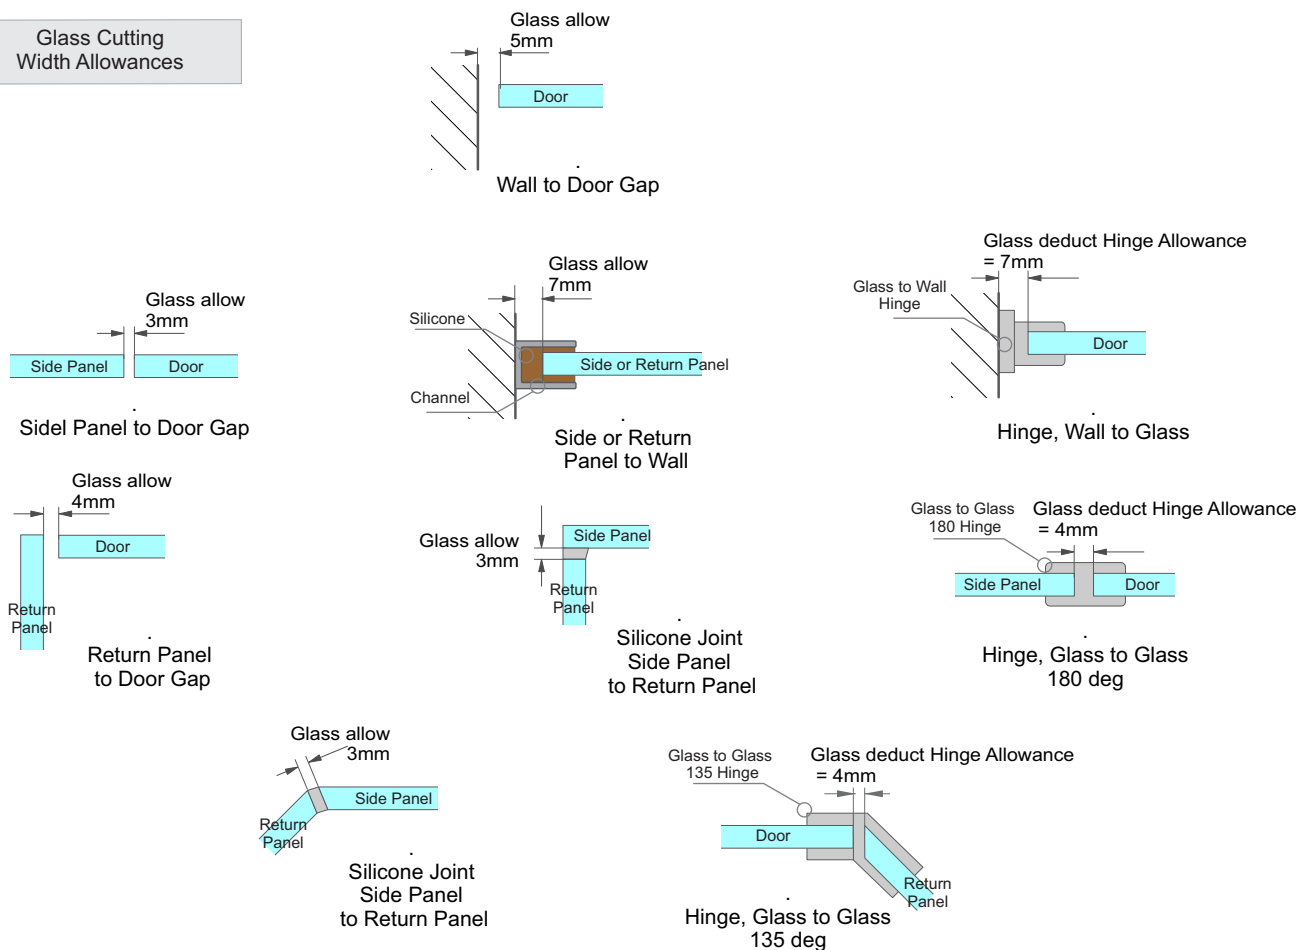 Glass Cutting
Width Allowances
Glass allow
5mm
Door
Wall to Door Gap
Glass allow
3mm
Side Panel
Door
Sidel Panel to Door Gap
Glass allow
7mm
Silicone
Side or Return Panel
Channel
Side or Return
Panel to Wall
Glass deduct Hinge Allowance
= 7mm
Glass to Wall
Hinge
Door
Hinge, Wall to Glass
Glass allow
4mm
Door
Return
Panel
Return Panel
to Door Gap
Glass allow
3mm
Side Panel
Return
Panel
Silicone Joint
Side Panel
to Return Panel
Glass to Glass
180 Hinge
Glass deduct Hinge Allowance
= 4mm
Side Panel
Door
Hinge, Glass to Glass
180 deg
Glass allow
3mm
Side Panel
Return
Panel
Silicone Joint
Side Panel
to Return Panel
Glass to Glass
135 Hinge
Glass deduct Hinge Allowance
= 4mm
Door
Return
Panel
Hinge, Glass to Glass
135 deg